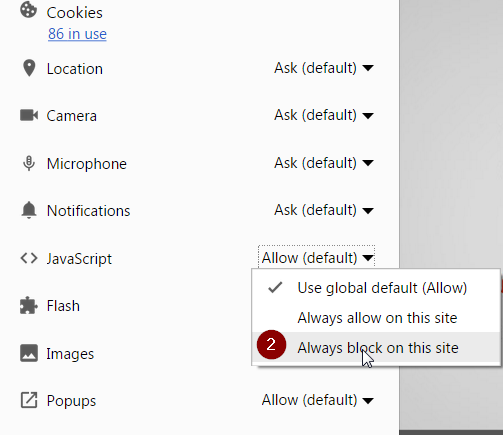 Cookies
86 in use
Location Ask (default)
Camera Ask (default)
Microphone Ask (default)
Notifications Ask (default)
JavaScript Allow (default)
Use global default (Allow)
Always allow on this site
2 Always block on this site
Flash
Images
Popups Allow (default)